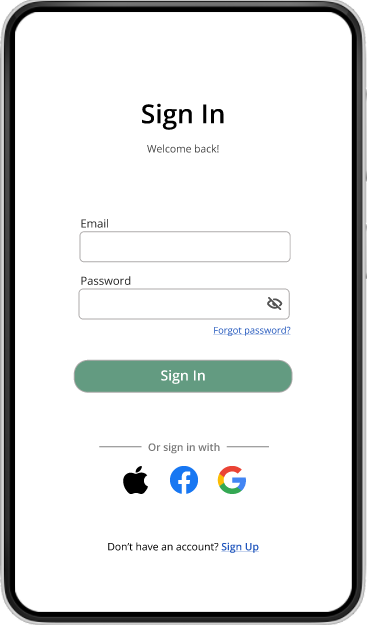 Sign In
Welcome back!
Email
Password
Forgot password?
Sign In
Or sign in with
Don't have an account? Sign Up